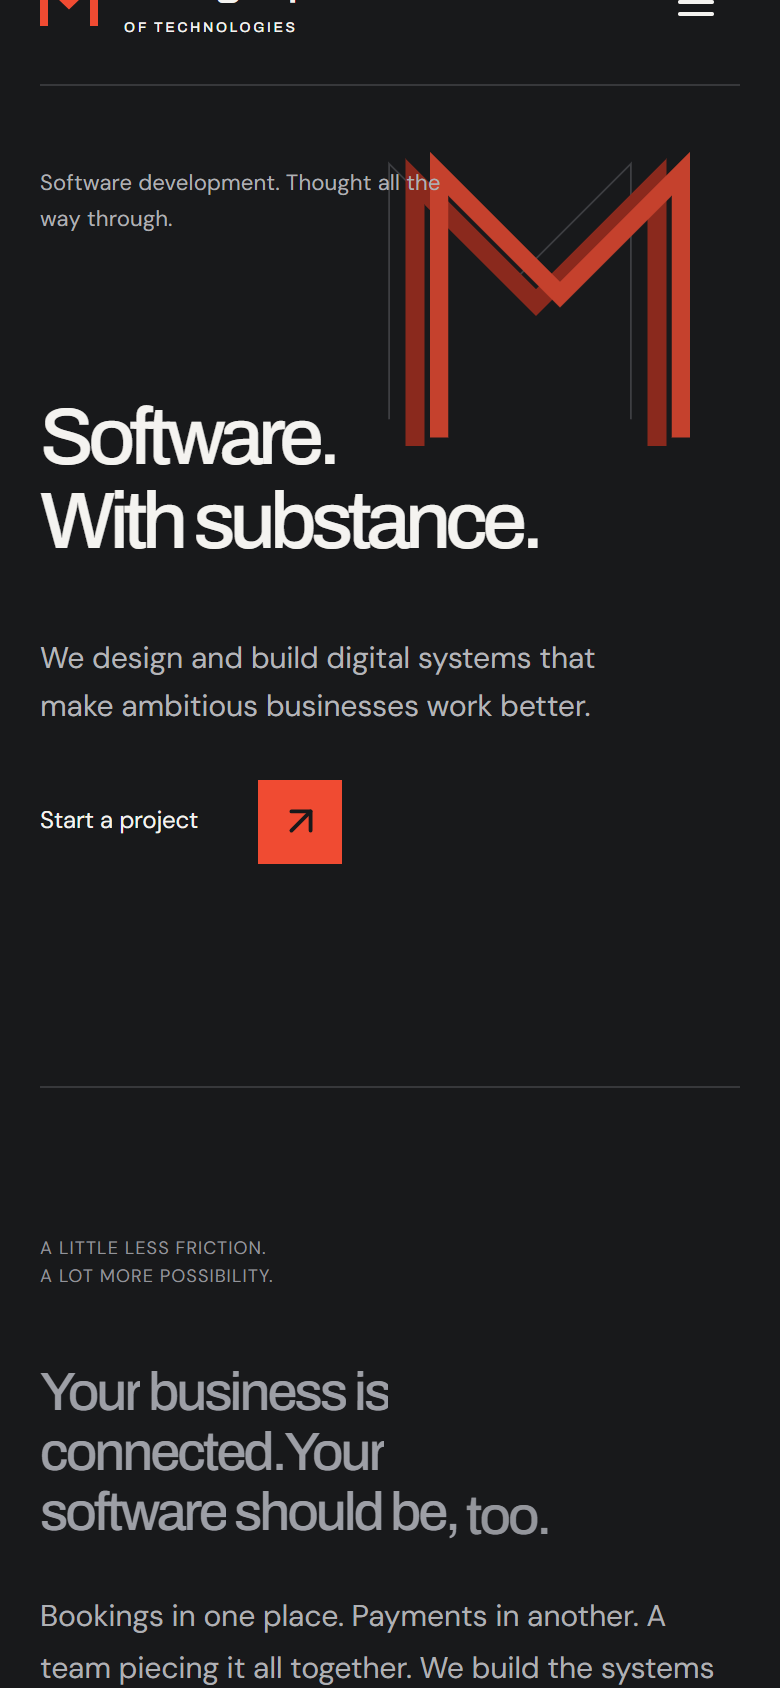 OF TECHNOLOGIES
Software development. Thought all the
way through.
Software.
With substance.
We design and build digital systems that
make ambitious businesses work better.
Start a project
A LITTLE LESS FRICTION.
A LOT MORE POSSIBILITY.
Your business is
connected.Your
software should be, too.
Bookings in one place. Payments in another. A
team piecing it all together. We build the systems